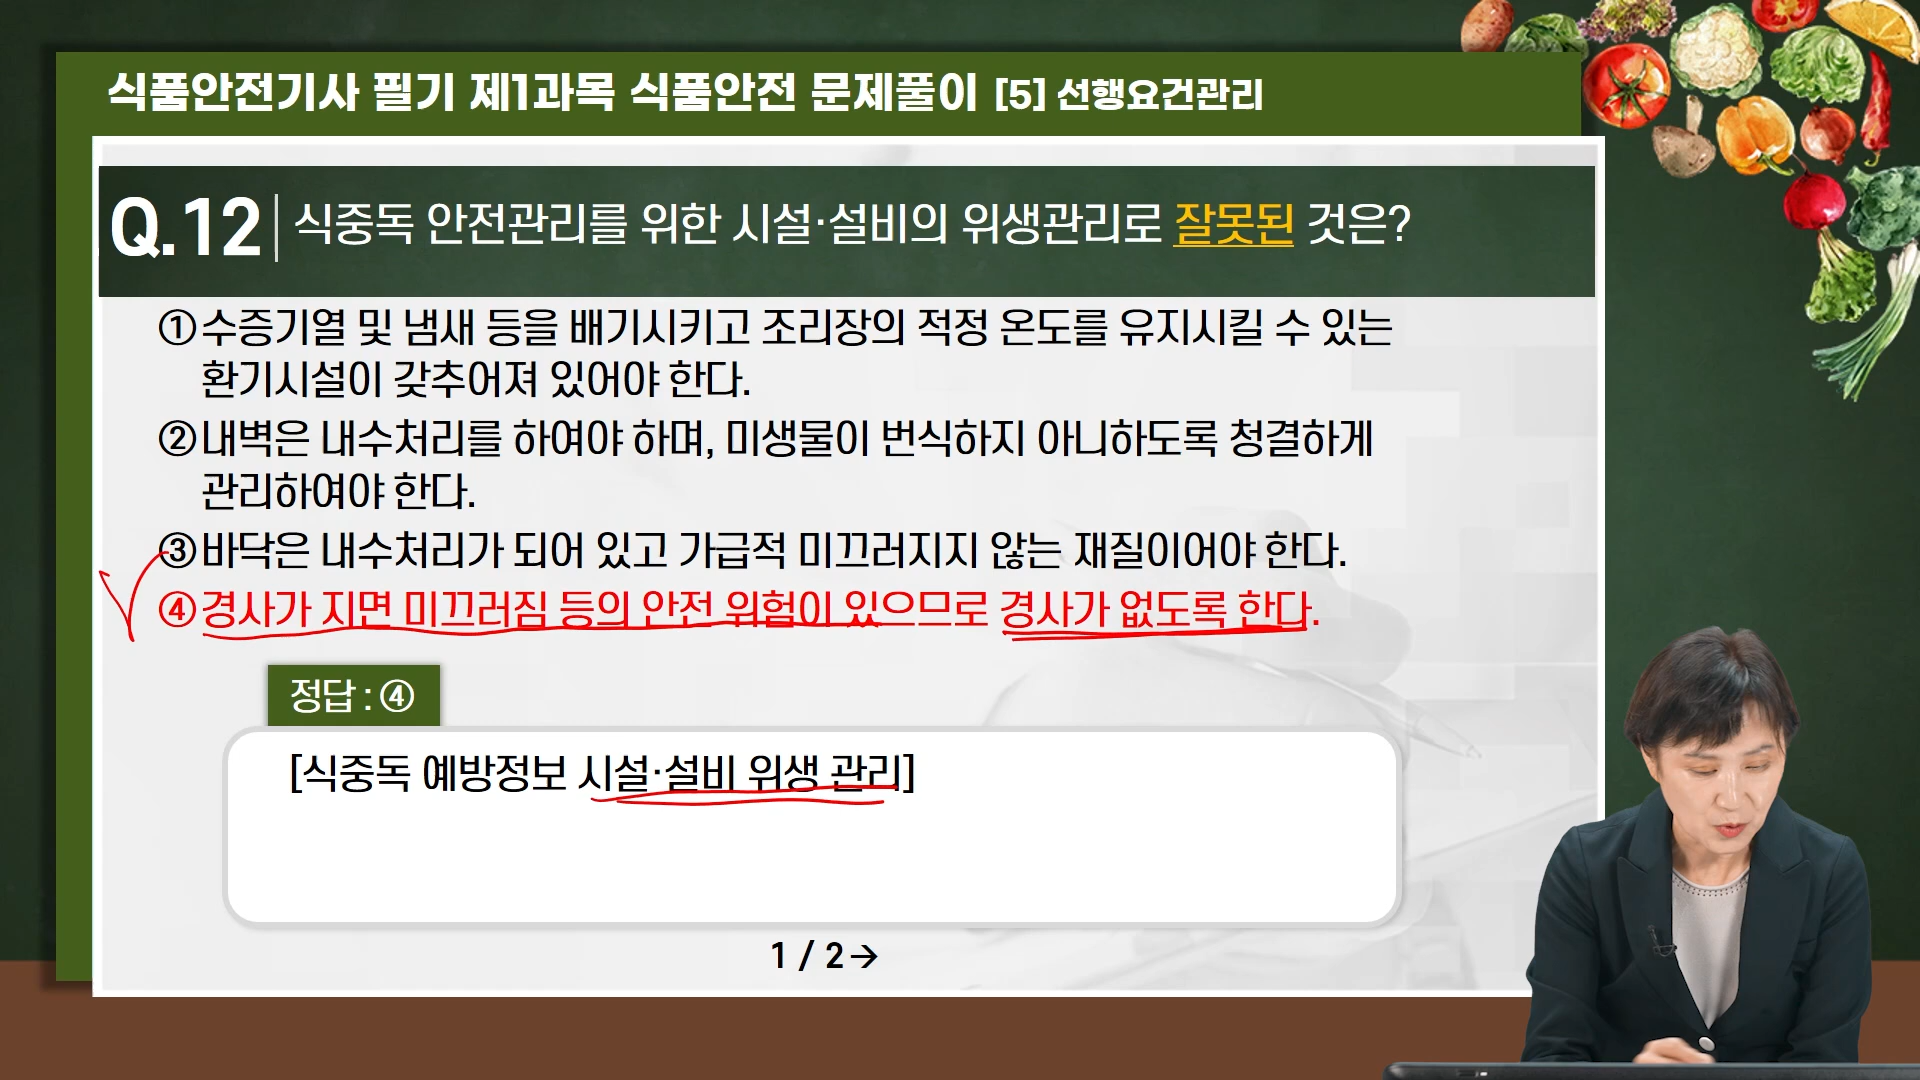 식품안전기사 필기 제1과목 식품안전 문제풀이 [5] 선행요건관리
Q.12 식중독 안전관리를 위한 시설·설비의 위생관리로 잘못된 것은?
①수증기열 및 냄새 등을 배기시키고 조리장의 적정 온도를 유지시킬 수 있는
환기시설이 갖추어져 있어야 한다.
②내벽은 내수처리를 하여야 하며, 미생물이 번식하지 아니하도록 청결하게
관리하여야 한다.
③바닥은 내수처리가 되어 있고 가급적 미끄러지지 않는 재질이어야 한다.
④경사가 지면 미끄러짐 등의 안전 위험이 있으므로 경사가 없도록 한다.
정답 : ④
[식중독 예방정보 시설·설비 위생 관리]
1 / 2→